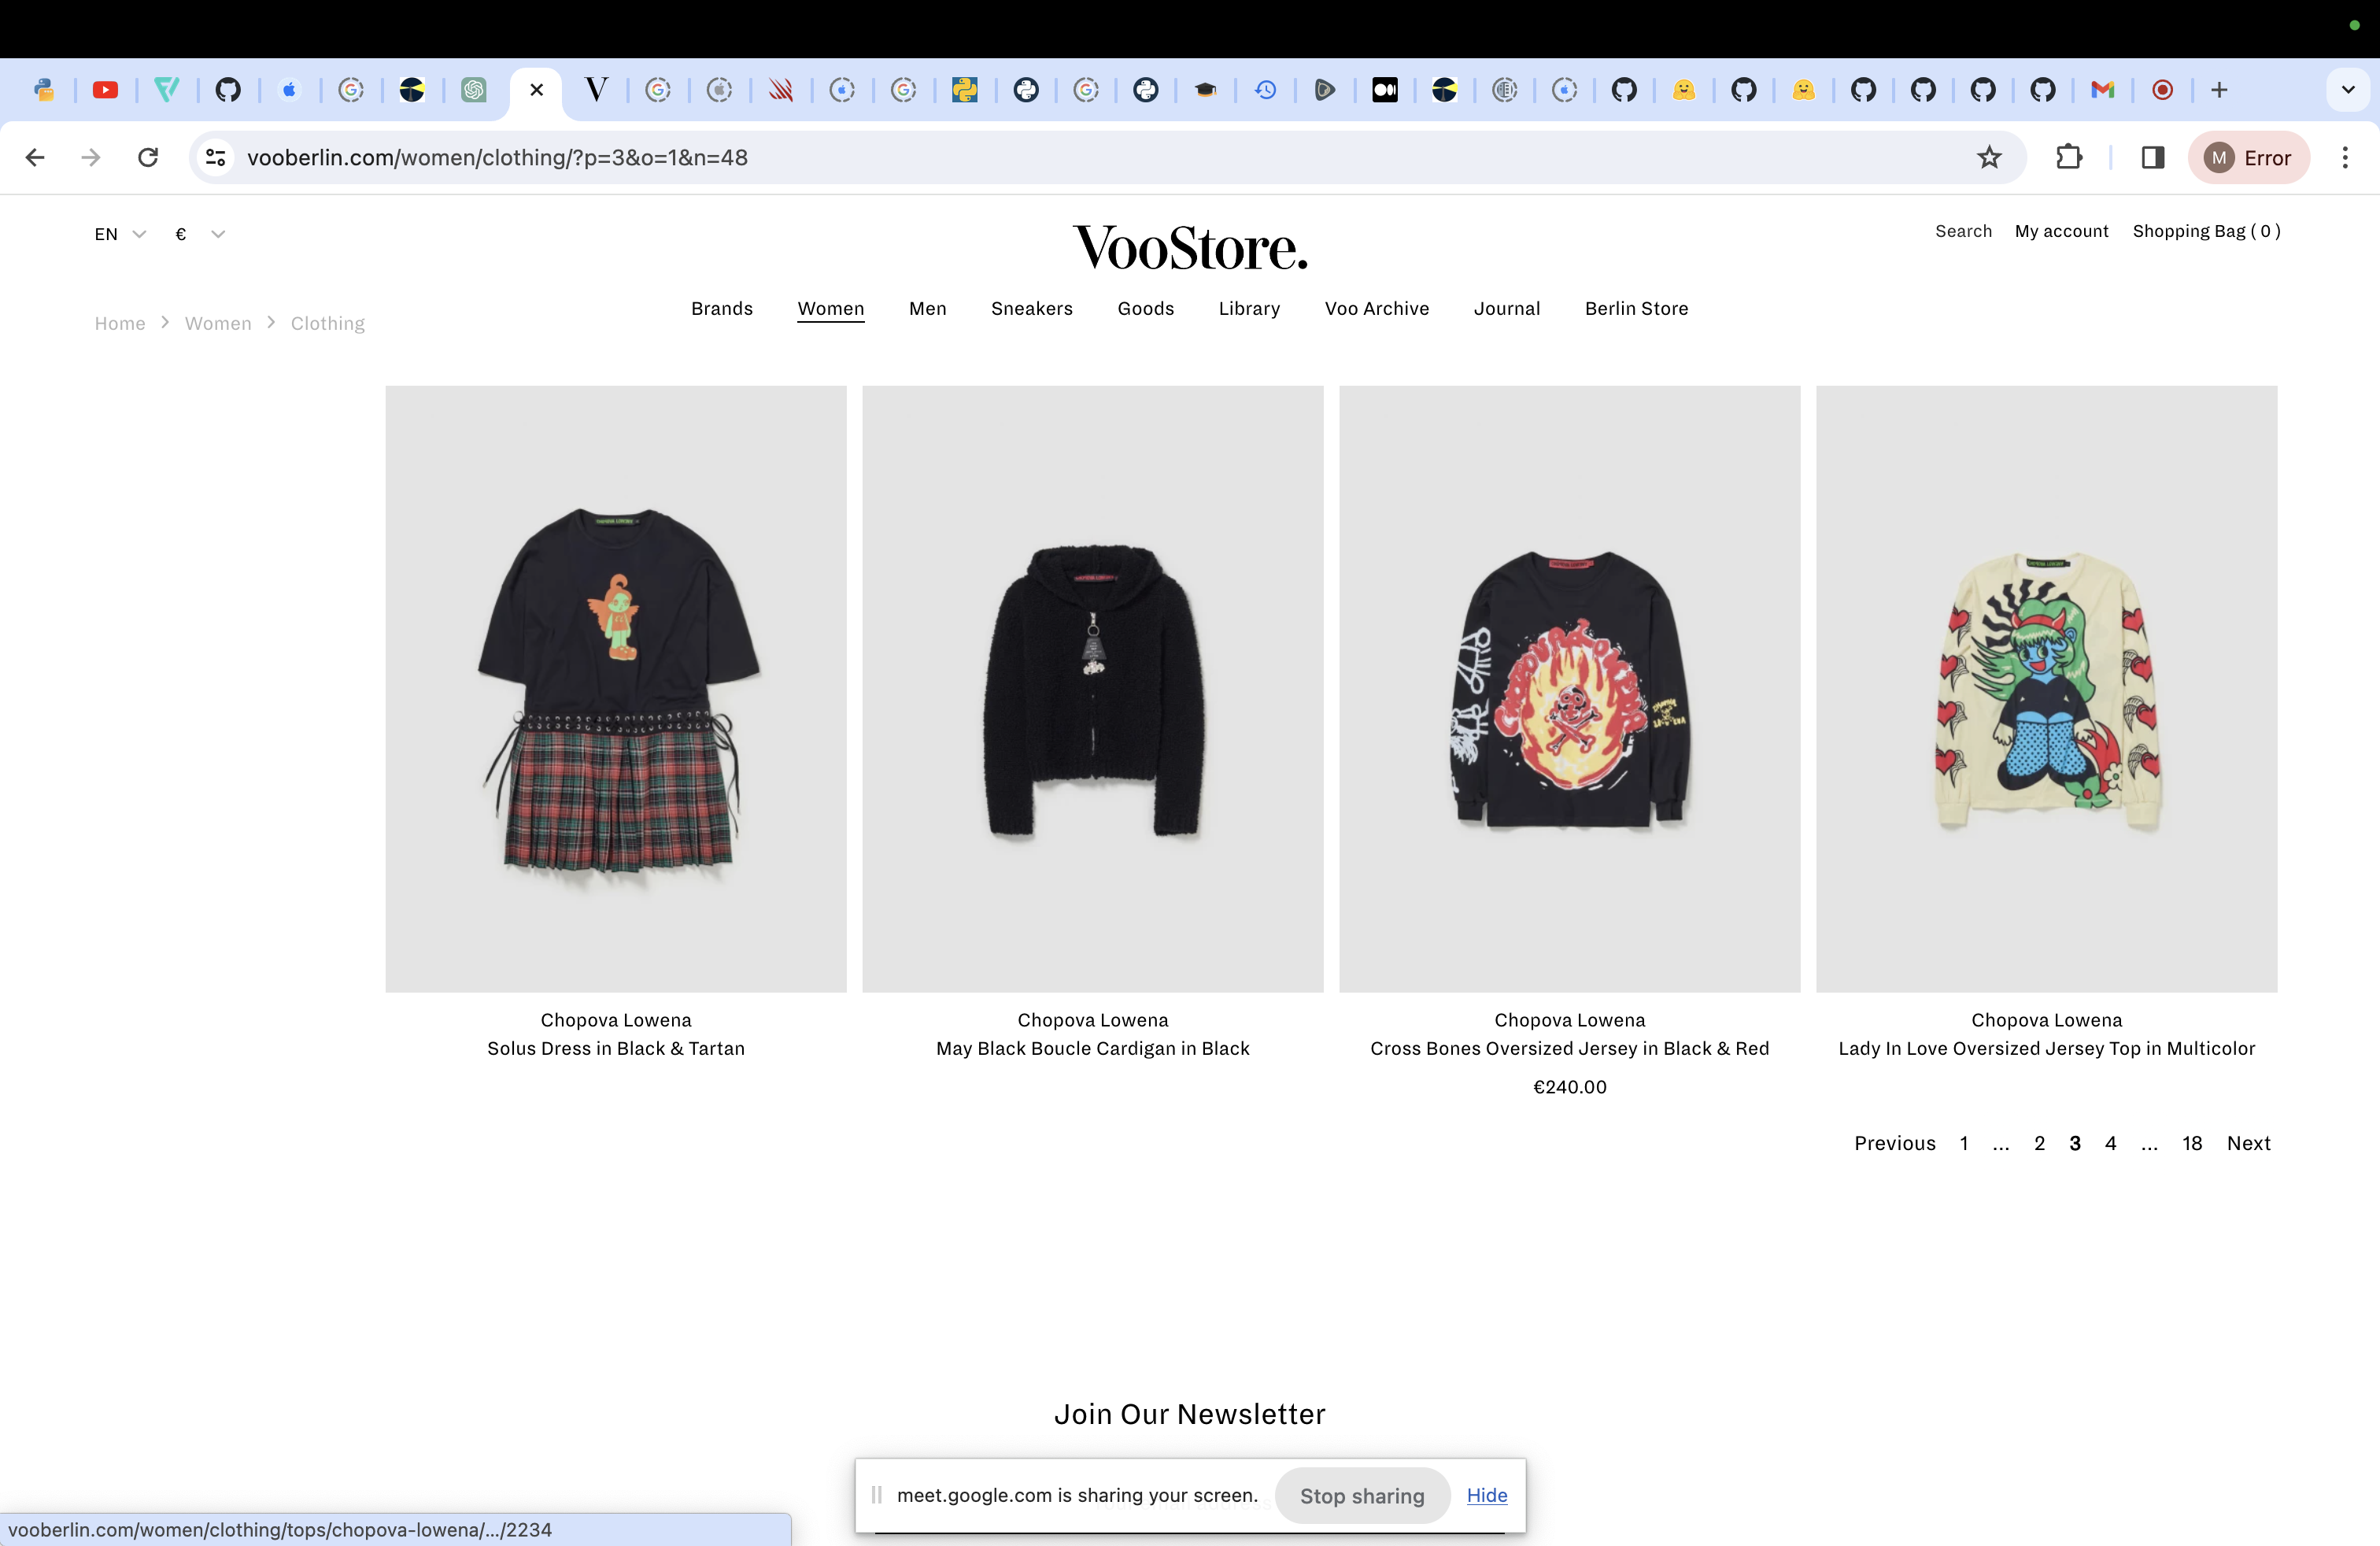 vooberlin.com/women/clothing/?p=3&o=1&n=48
M Error
EN €
VooStore.
Search My account Shopping Bag ( 0 )
Home > Women > Clothing
Brands Women Men Sneakers Goods Library Voo Archive Journal Berlin Store
Chopova Lowena
Solus Dress in Black & Tartan
Chopova Lowena
May Black Boucle Cardigan in Black
Chopova Lowena
Cross Bones Oversized Jersey in Black & Red
€240.00
Chopova Lowena
Lady In Love Oversized Jersey Top in Multicolor
Previous 1 ... 2 3 4 ... 18 Next
Join Our Newsletter
meet.google.com is sharing your screen. Stop sharing Hide
vooberlin.com/women/clothing/tops/chopova-lowena/.../2234